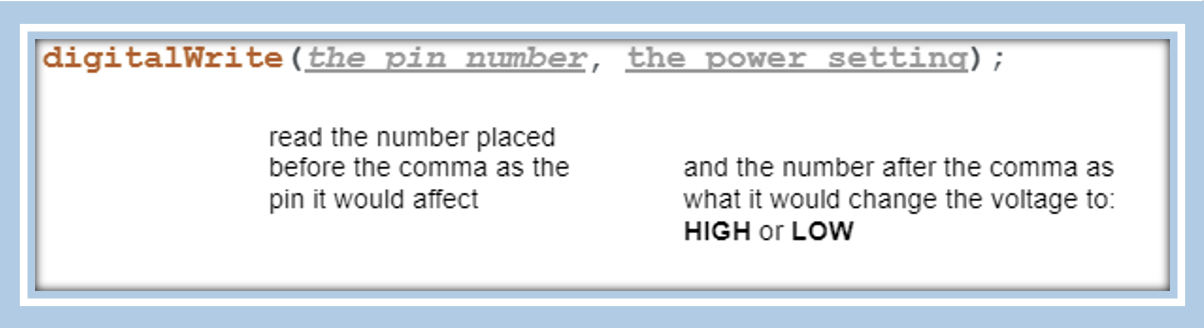 digitalWrite(the pin number, the power setting);
read the number placed
before the comma as the
pin it would affect
and the number after the comma as
what it would change the voltage to:
HIGH or LOW